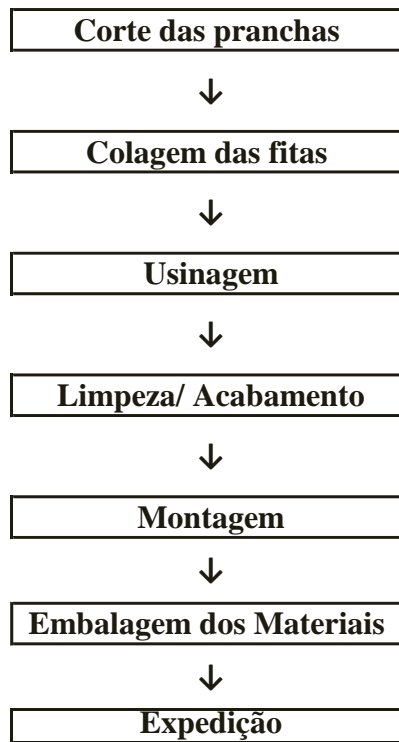 Corte das pranchas
↓
Colagem das fitas
↓
Usinagem
↓
Limpeza/ Acabamento
↓
Montagem
↓
Embalagem dos Materiais
↓
Expedição